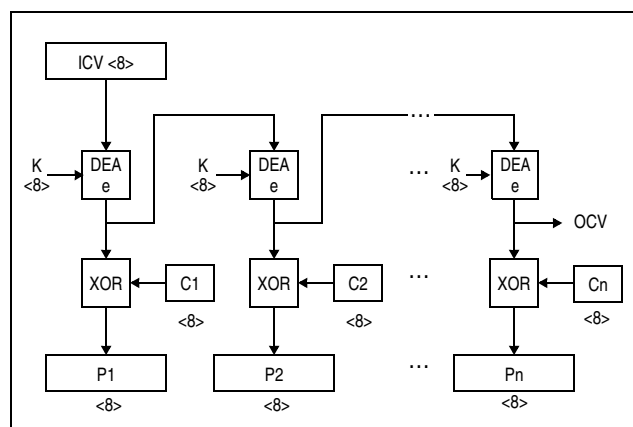 ICV <8>
...
K
<8>
DEA
e
K
<8>
DEA
e
...
K
<8>
DEA
e
OCV
XOR
C1
<8>
XOR
C2
<8>
...
XOR
Cn
<8>
P1
<8>
P2
<8>
...
Pn
<8>